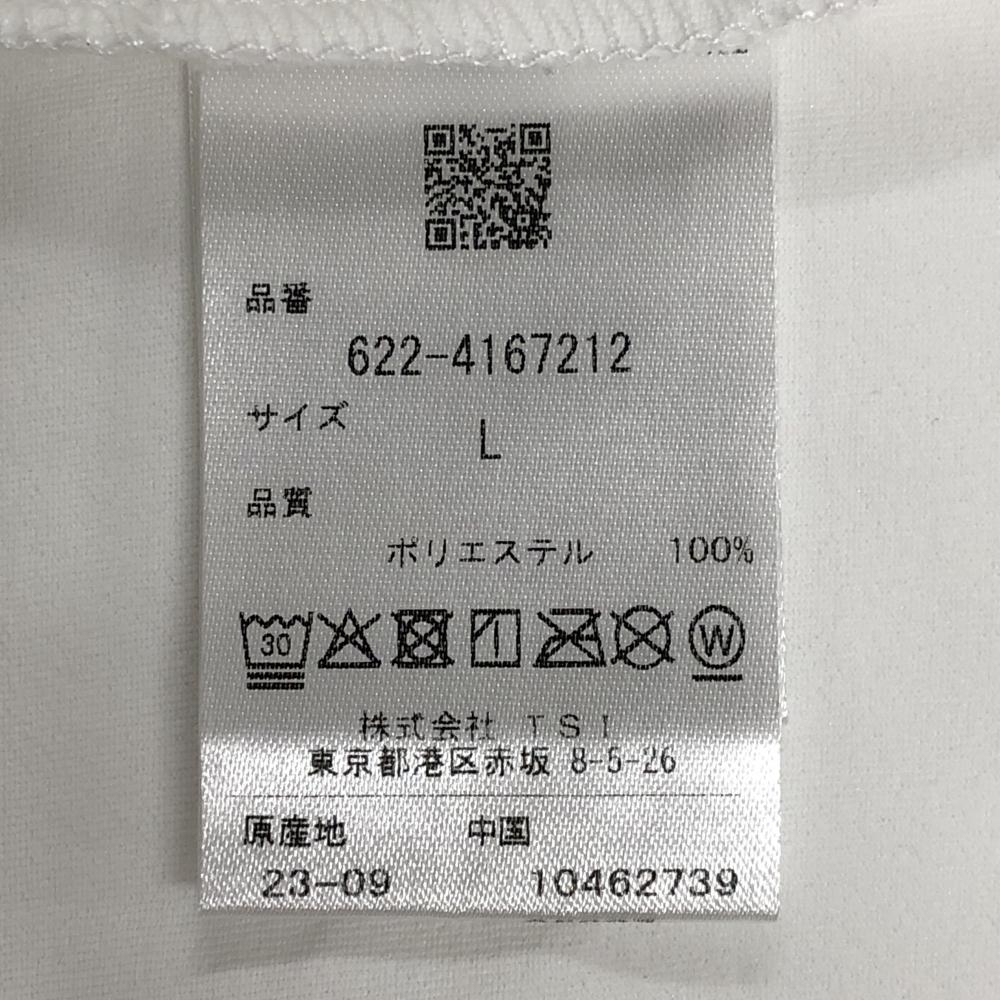 品番
622-4167212
サイズ
L
品質
ポリエステル 100%
30 W
株式会社 TSI
東京都港区赤坂 8-5-26
原産地 中国
23-09 10462739